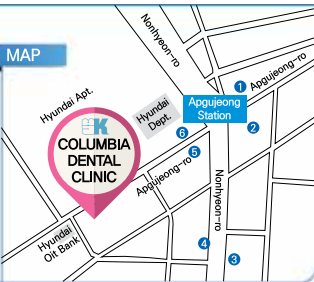 MAP
Nonhyeon-ro
Hyundai Apt.
Hyundai
Dept.
1
Apgujeong-ro
Apgujeong
Station
2
6
K
COLUMBIA
DENTAL
CLINIC
5
Apgujeong-ro
Nonhyeon-ro
Hyundai
Oit Bank
4
3